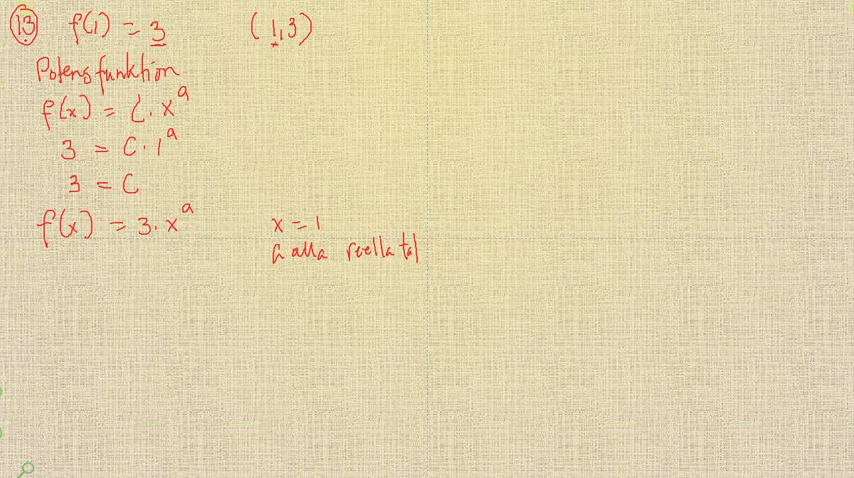 13 f(1) = 3 (1,3)
Potensfunktion
f(x) = C · x^a
3 = C · 1^a
3 = C
f(x) = 3 · x^a x = 1
a alla reella tal